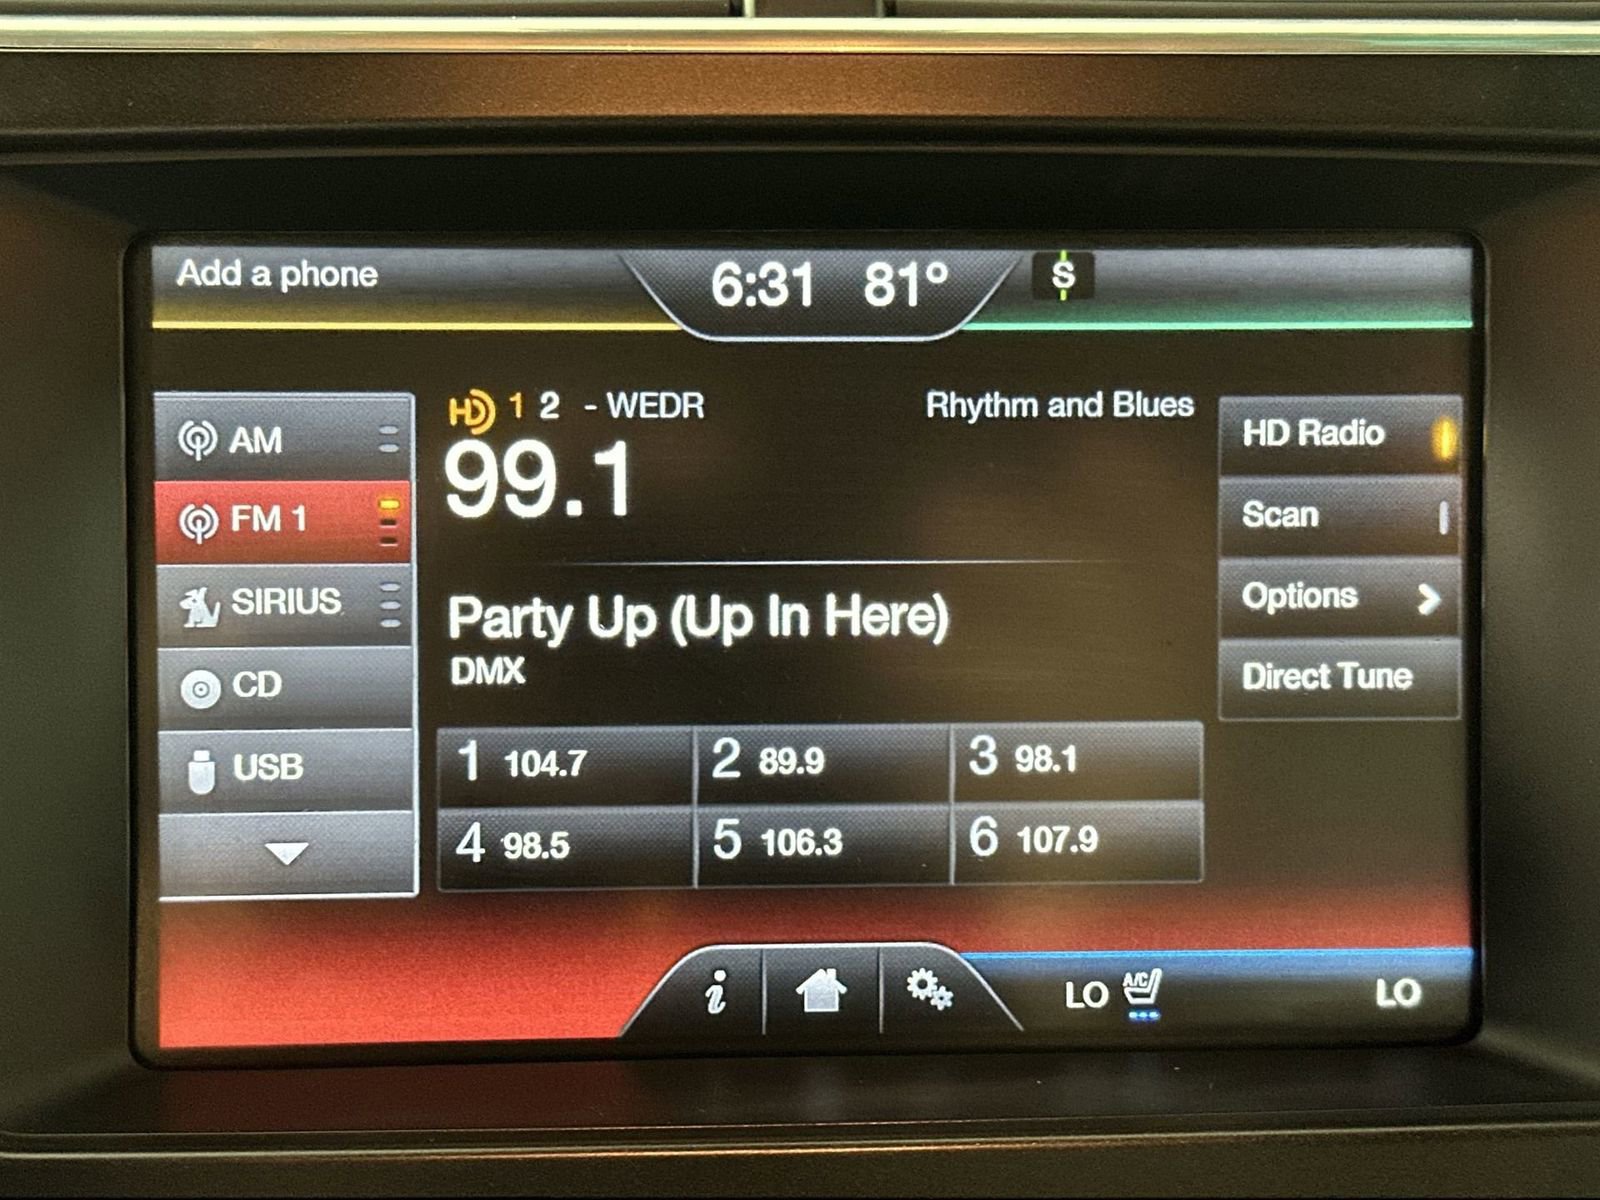 Add a phone
6:31 81°
S
AM
FM 1
SIRIUS
CD
USB
HD 1 2 - WEDR
Rhythm and Blues
99.1
Party Up (Up In Here)
DMX
1 104.7
2 89.9
3 98.1
4 98.5
5 106.3
6 107.9
HD Radio
Scan
Options
Direct Tune
i
LO A/C
LO